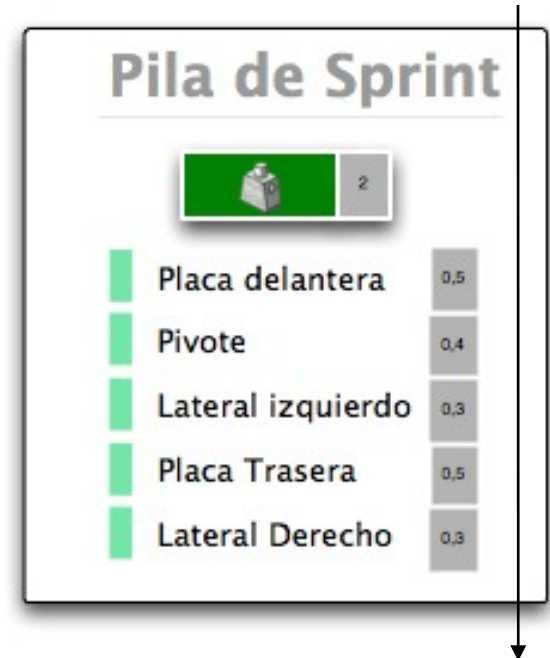 Pila de Sprint
2
Placa delantera 0,5
Pivote 0,4
Lateral izquierdo 0,3
Placa Trasera 0,5
Lateral Derecho 0,3